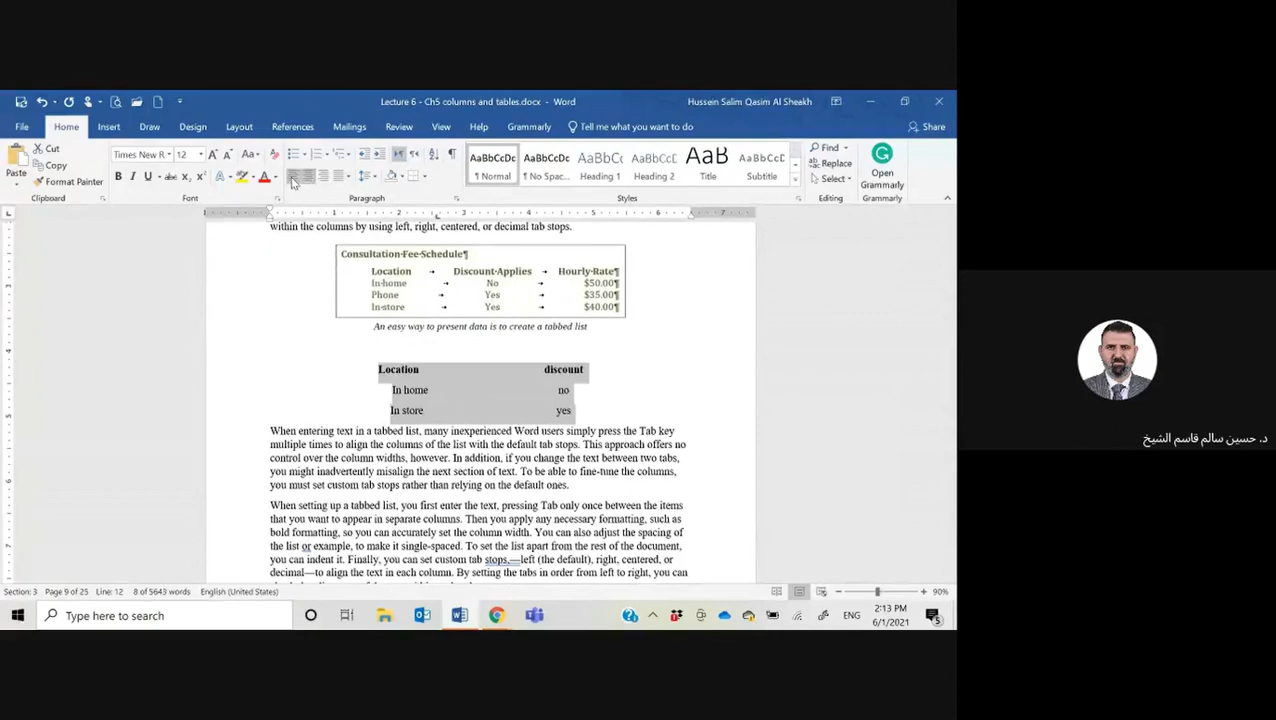 Lecture 6 - Ch5 columns and tables.docx - Word
Hussein Salim Qasim Al Sheakh
File Home Insert Draw Design Layout References Mailings Review View Help Grammarly Tell me what you want to do Share
Paste
Cut
Copy
Format Painter
Times New R 12
Aa
B I U abc X₂ X² A A
AaBbCcDc AaBbCcDc AaBbCc AaBbCcD AaB AaBbCcD
¶ Normal ¶ No Spac... Heading 1 Heading 2 Title Subtitle
Find
Replace
Select
Open
Grammarly
Clipboard Font Paragraph Styles Editing Grammarly
1 1 2 3 4 5 6 7
within the columns by using left, right, centered, or decimal tab stops.
Consultation·Fee·Schedule¶
Location → Discount·Applies → Hourly·Rate¶
In·home → No → $50.00¶
Phone → Yes → $35.00¶
In·store → Yes → $40.00¶
An easy way to present data is to create a tabbed list
Location discount
In home no
In store yes
When entering text in a tabbed list, many inexperienced Word users simply press the Tab key
multiple times to align the columns of the list with the default tab stops. This approach offers no
control over the column widths, however. In addition, if you change the text between two tabs,
you might inadvertently misalign the next section of text. To be able to fine-tune the columns,
you must set custom tab stops rather than relying on the default ones.
When setting up a tabbed list, you first enter the text, pressing Tab only once between the items
that you want to appear in separate columns. Then you apply any necessary formatting, such as
bold formatting, so you can accurately set the column width. You can also adjust the spacing of
the list or example, to make it single-spaced. To set the list apart from the rest of the document,
you can indent it. Finally, you can set custom tab stops,—left (the default), right, centered, or
decimal—to align the text in each column. By setting the tabs in order from left to right, you can
Section: 3 Page 9 of 25 Line: 12 8 of 5643 words English (United States)
90%
Type here to search
ENG
2:13 PM
6/1/2021
5
د. حسين سالم قاسم الشيخ